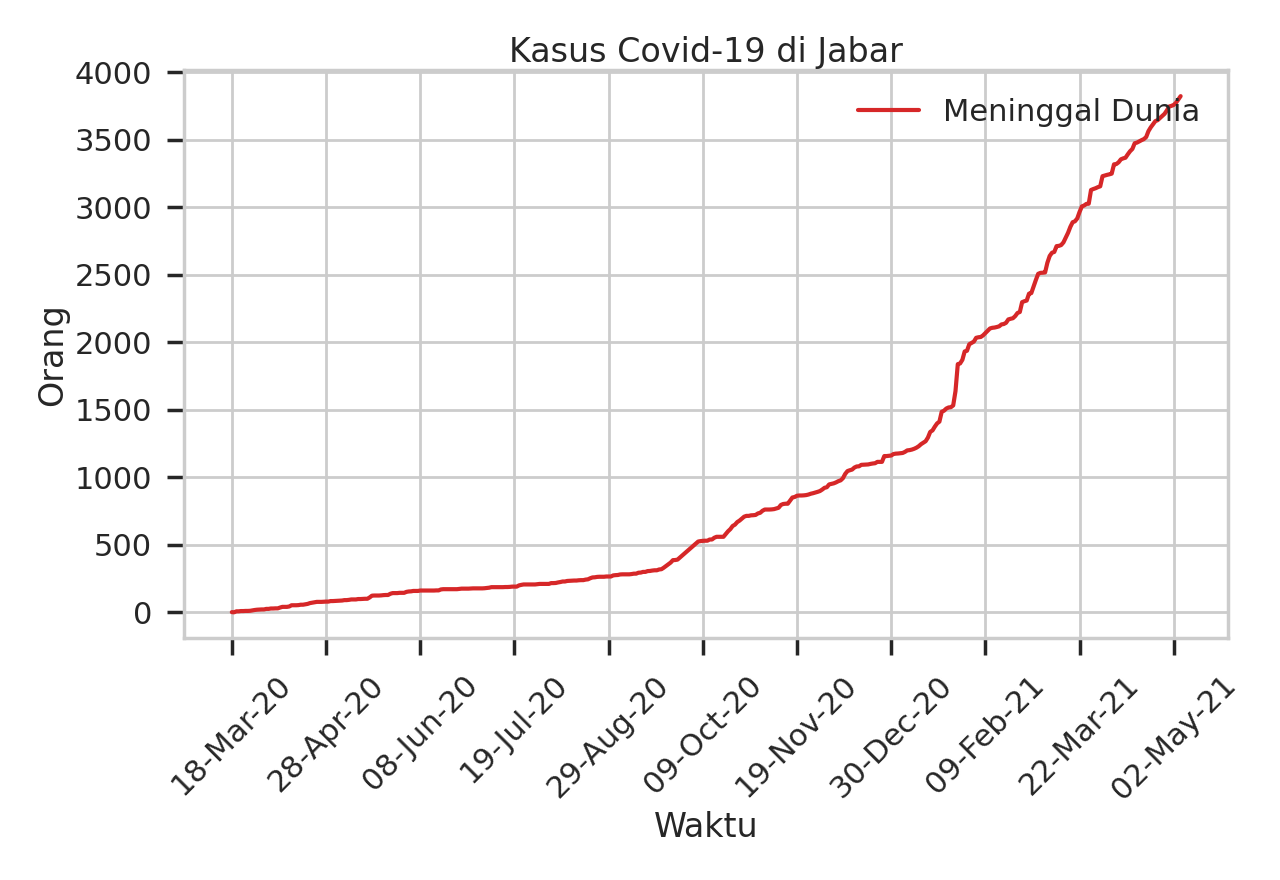 Kasus Covid-19 di Jabar
4000
3500
3000
2500
2000
1500
1000
500
0
Orang
Meninggal Dunia
18-Mar-20
28-Apr-20
08-Jun-20
19-Jul-20
29-Aug-20
09-Oct-20
19-Nov-20
30-Dec-20
09-Feb-21
22-Mar-21
02-May-21
Waktu